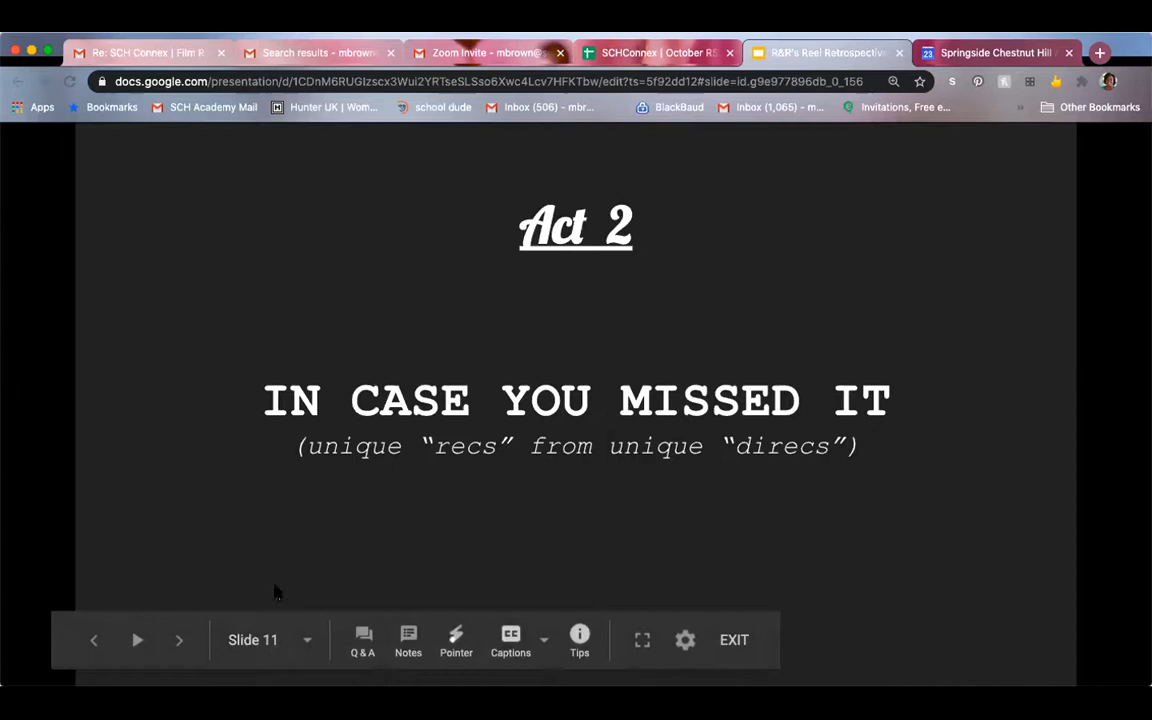 Re: SCH Connex | Film R
Search results - mbrown
Zoom Invite - mbrown@s
SCHConnex | October RS
R&R's Reel Retrospective
Springside Chestnut Hill
docs.google.com/presentation/d/1CDnM6RUGIzscx3Wui2YRTseSLSso6Xwc4Lcv7HFKTbw/edit?ts=5f92dd12#slide=id.g9e977896db_0_156
Apps
Bookmarks
SCH Academy Mail
Hunter UK | Wom...
school dude
Inbox (506) - mbr...
BlackBaud
Inbox (1,065) - m...
Invitations, Free e...
Other Bookmarks
Act 2
IN CASE YOU MISSED IT
(unique “recs” from unique “direcs”)
Slide 11
Q & A
Notes
Pointer
Captions
Tips
EXIT